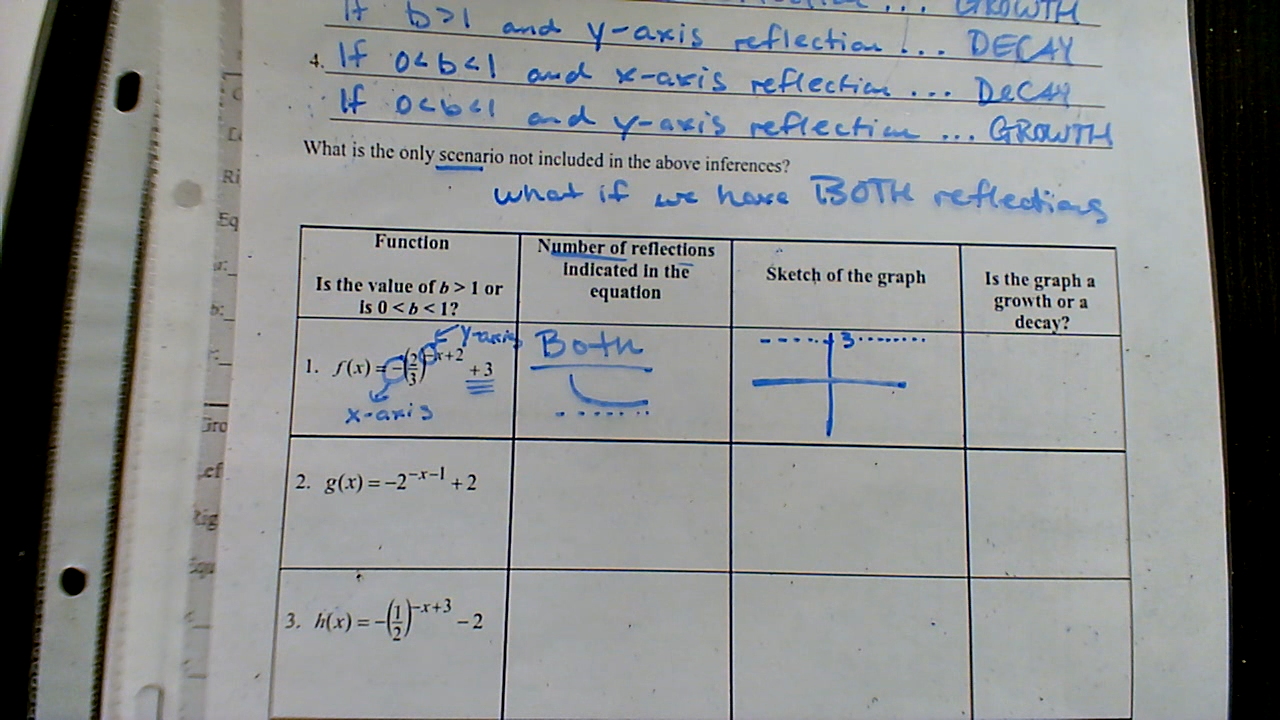 ... GROWTH
If b>1 and y-axis reflection ... DECAY
4. If 0<b<1 and x-axis reflection ... DECAY
If 0<b<1 and y-axis reflection ... GROWTH
What is the only scenario not included in the above inferences?
what if we have BOTH reflections
Function
Is the value of b > 1 or
is 0 < b < 1?
Number of reflections
indicated in the
equation
Sketch of the graph
Is the graph a
growth or a
decay?
y-axis
1. f(x) = -(2/3)^(-x+2) + 3
x-axis
Both
3
2. g(x) = -2^(-x-1) + 2
3. h(x) = -(1/2)^(-x+3) - 2
Ri
Eq